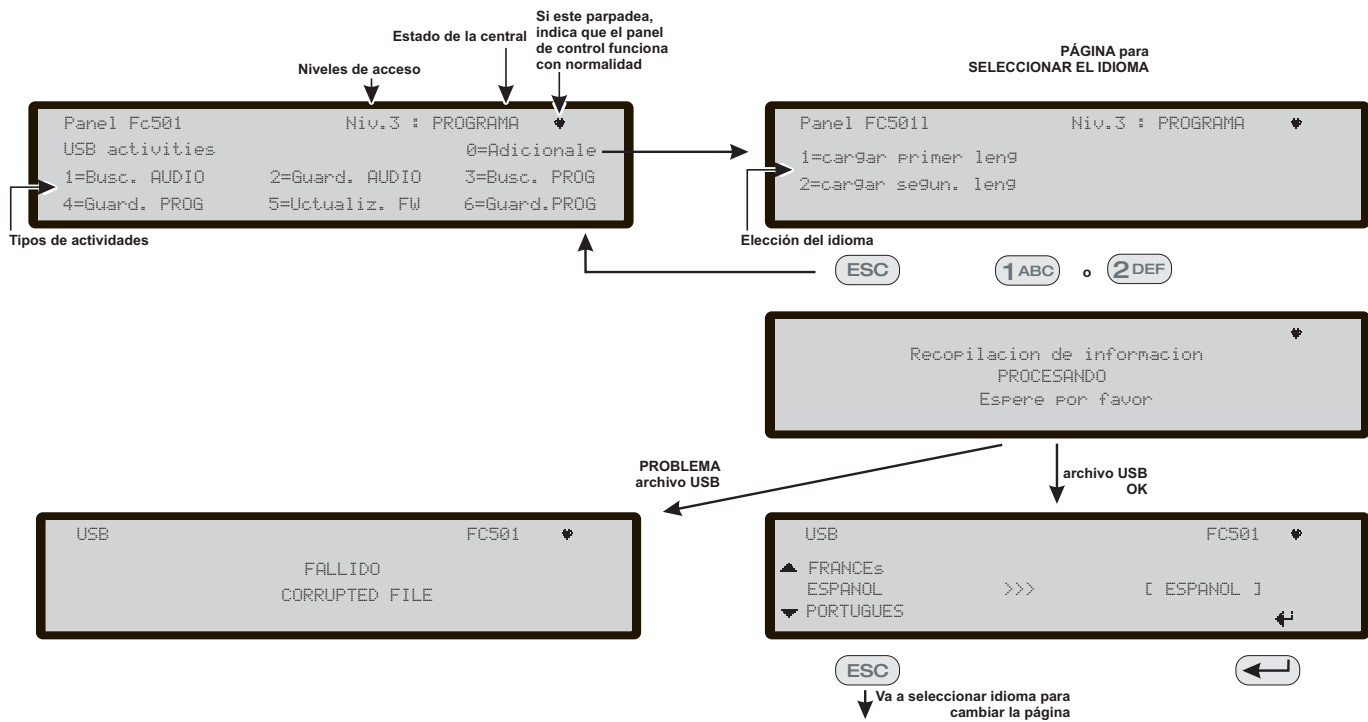 Si este parpadea,
indica que el panel
de control funciona
con normalidad
Estado de la central
Niveles de acceso
PÁGINA para
SELECCIONAR EL IDIOMA
Panel Fc501 Niv.3 : PROGRAMA
USB activities 0=Adicionale
1=Busc. AUDIO 2=Guard. AUDIO 3=Busc. PROG
4=Guard. PROG 5=Uctualiz. FW 6=Guard.PROG
Tipos de actividades
Panel FC501l Niv.3 : PROGRAMA
1=cargar primer leng
2=cargar segun. leng
Elección del idioma
ESC
1 ABC o 2 DEF
Recopilacion de informacion
PROCESANDO
Espere por favor
PROBLEMA
archivo USB
archivo USB
OK
USB FC501
FALLIDO
CORRUPTED FILE
USB FC501
FRANCEs
ESPANOL >>> [ ESPANOL ]
PORTUGUES
ESC
Va a seleccionar idioma para
cambiar la página